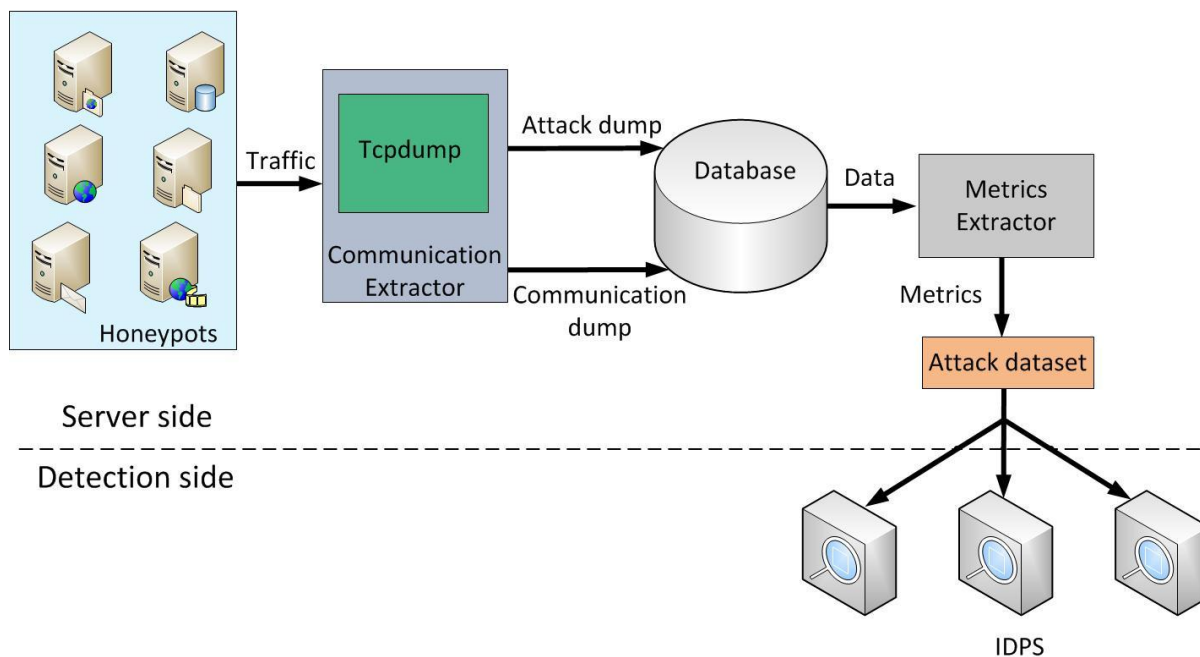 Honeypots
Traffic
Tcpdump
Communication
Extractor
Attack dump
Communication
dump
Database
Data
Metrics
Extractor
Metrics
Attack dataset
Server side
Detection side
IDPS